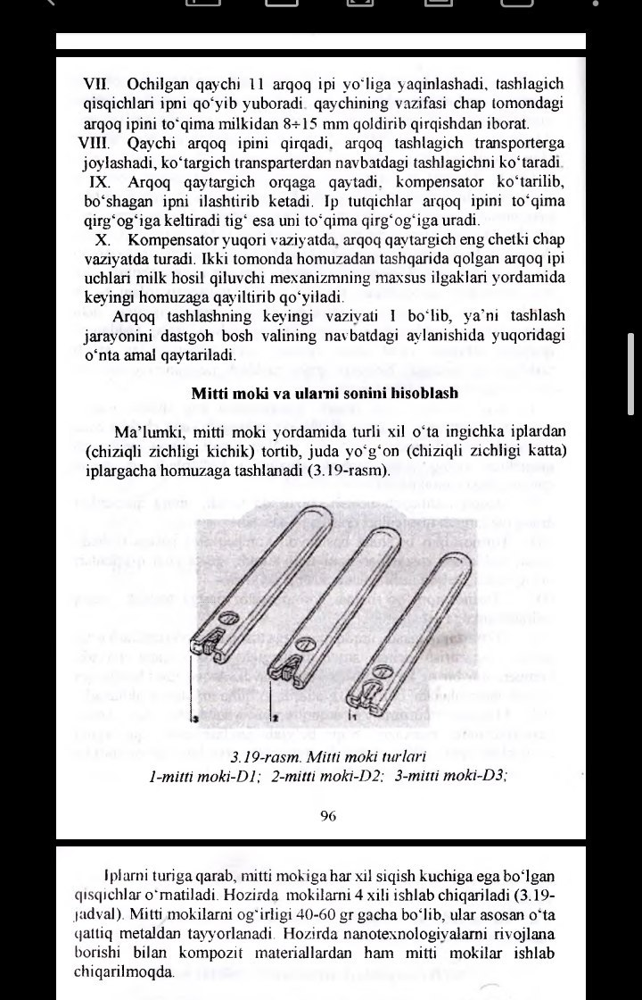 VII. Ochilgan qaychi 11 arqoq ipi yo‘liga yaqinlashadi, tashlagich
qisqichlari ipni qo‘yib yuboradi. qaychining vazifasi chap tomondagi
arqoq ipini to‘qima milkidan 8÷15 mm qoldirib qirqishdan iborat.
VIII. Qaychi arqoq ipini qirqadi, arqoq tashlagich transporterga
joylashadi, ko‘targich transparterdan navbatdagi tashlagichni ko‘taradi.
IX. Arqoq qaytargich orqaga qaytadi, kompensator ko‘tarilib,
bo‘shagan ipni ilashtirib ketadi. Ip tutqichlar arqoq ipini to‘qima
qirg‘og‘iga keltiradi tig‘ esa uni to‘qima qirg‘og‘iga uradi.
X. Kompensator yuqori vaziyatda, arqoq qaytargich eng chetki chap
vaziyatda turadi. Ikki tomonda homuzadan tashqarida qolgan arqoq ipi
uchlari milk hosil qiluvchi mexanizmning maxsus ilgaklari yordamida
keyingi homuzaga qayiltirib qo‘yiladi.
Arqoq tashlashning keyingi vaziyati I bo‘lib, ya’ni tashlash
jarayonini dastgoh bosh valining navbatdagi aylanishida yuqoridagi
o‘nta amal qaytariladi.
Mitti moki va ularni sonini hisoblash
Ma’lumki, mitti moki yordamida turli xil o‘ta ingichka iplardan
(chiziqli zichligi kichik) tortib, juda yo‘g‘on (chiziqli zichligi katta)
iplargacha homuzaga tashlanadi (3.19-rasm).
3 2 1
3.19-rasm. Mitti moki turlari
1-mitti moki-D1; 2-mitti moki-D2; 3-mitti moki-D3;
96
Iplarni turiga qarab, mitti mokiga har xil siqish kuchiga ega bo‘lgan
qisqichlar o‘rnatiladi. Hozirda mokilarni 4 xili ishlab chiqariladi (3.19-
jadval). Mitti mokilarni og‘irligi 40-60 gr gacha bo‘lib, ular asosan o‘ta
qattiq metaldan tayyorlanadi. Hozirda nanotexnologiyalarni rivojlana
borishi bilan kompozit materiallardan ham mitti mokilar ishlab
chiqarilmoqda.